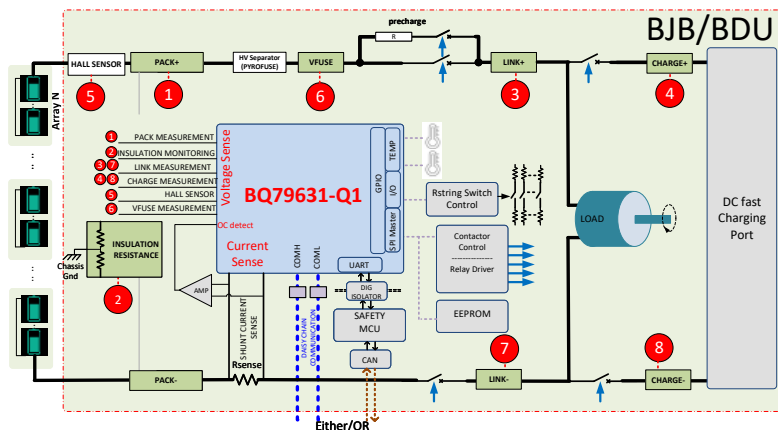 precharge
BJB/BDU
HALL SENSOR
PACK+
HV Separator
(PYROFUSE)
VFUSE
R
LINK+
CHARGE+
5
1
6
3
4
Array N
1 PACK MEASUREMENT
2 INSULATION MONITORING
3 7 LINK MEASUREMENT
4 8 CHARGE MEASUREMENT
5 HALL SENSOR
6 VFUSE MEASUREMENT
Voltage Sense
BQ79631-Q1
OC detect
Current
Sense
GPIO
TEMP
I/O
SPI Master
UART
COMH
COML
Rstring Switch
Control
LOAD
DC fast
Charging
Port
INSULATION
RESISTANCE
Chassis
Gnd
2
AMP
SHUNT CURRENT
SENSE
DAISY CHAIN
COMMUNICATION
DIG
ISOLATOR
SAFETY
MCU
CAN
Contactor
Control
---------------
Relay Driver
EEPROM
7
8
PACK-
Rsense
LINK-
CHARGE-
Either/OR